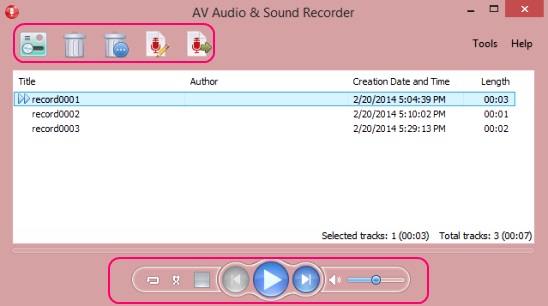 AV Audio & Sound Recorder
Tools Help
Title Author Creation Date and Time Length
record0001 2/20/2014 5:04:39 PM 00:03
record0002 2/20/2014 5:10:02 PM 00:01
record0003 2/20/2014 5:29:13 PM 00:02
Selected tracks: 1 (00:03) Total tracks: 3 (00:07)